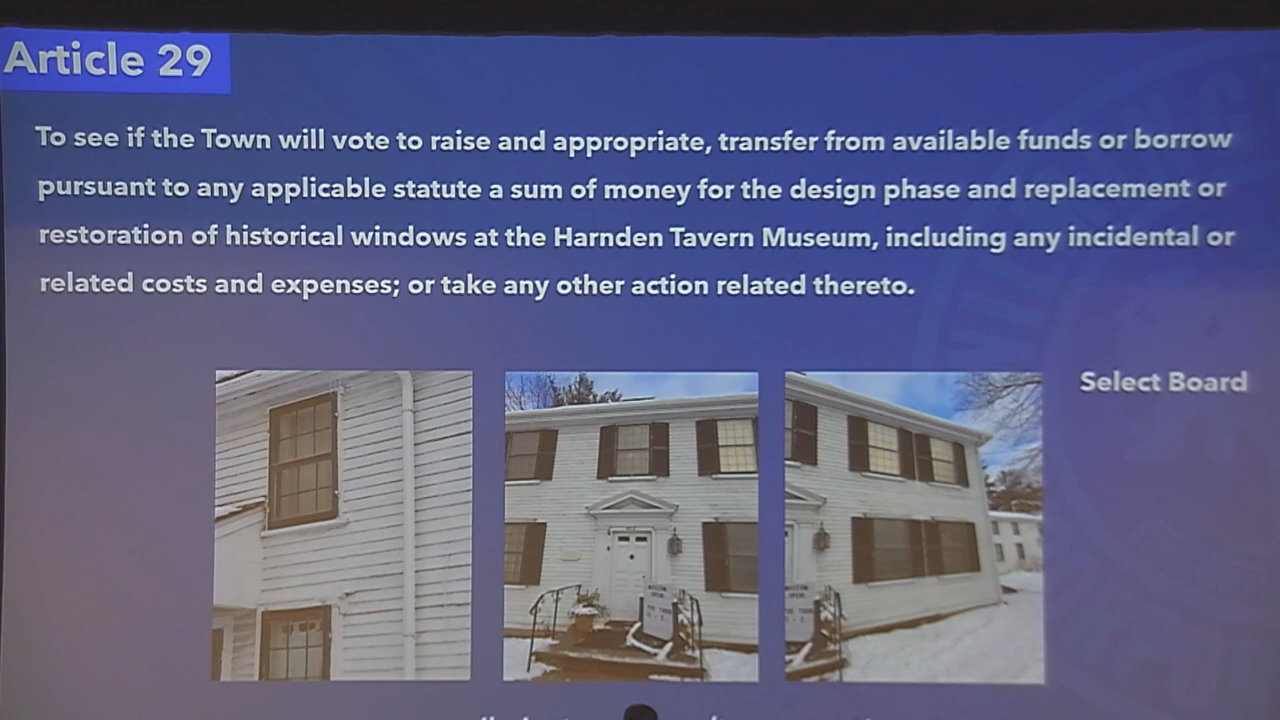 Article 29
To see if the Town will vote to raise and appropriate, transfer from available funds or borrow
pursuant to any applicable statute a sum of money for the design phase and replacement or
restoration of historical windows at the Harnden Tavern Museum, including any incidental or
related costs and expenses; or take any other action related thereto.
Select Board
MUSEUM
OPEN